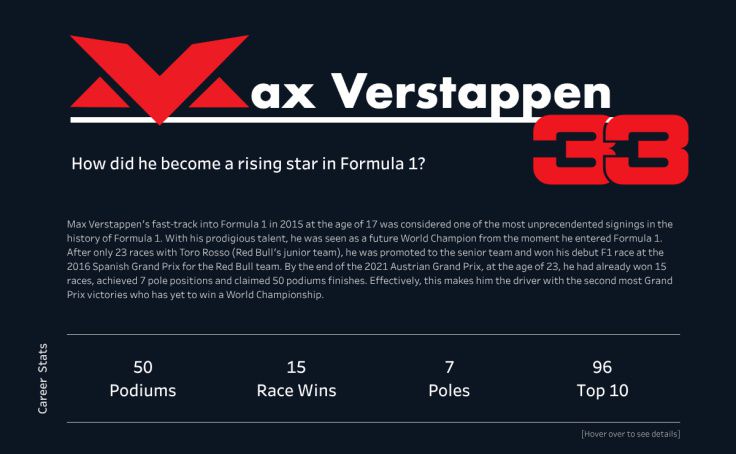 Max Verstappen
33
How did he become a rising star in Formula 1?
Max Verstappen's fast-track into Formula 1 in 2015 at the age of 17 was considered one of the most unprecendented signings in the
history of Formula 1. With his prodigious talent, he was seen as a future World Champion from the moment he entered Formula 1.
After only 23 races with Toro Rosso (Red Bull's junior team), he was promoted to the senior team and won his debut F1 race at the
2016 Spanish Grand Prix for the Red Bull team. By the end of the 2021 Austrian Grand Prix, at the age of 23, he had already won 15
races, achieved 7 pole positions and claimed 50 podiums finishes. Effectively, this makes him the driver with the second most Grand
Prix victories who has yet to win a World Championship.
Career Stats
50
Podiums
15
Race Wins
7
Poles
96
Top 10
[Hover over to see details]